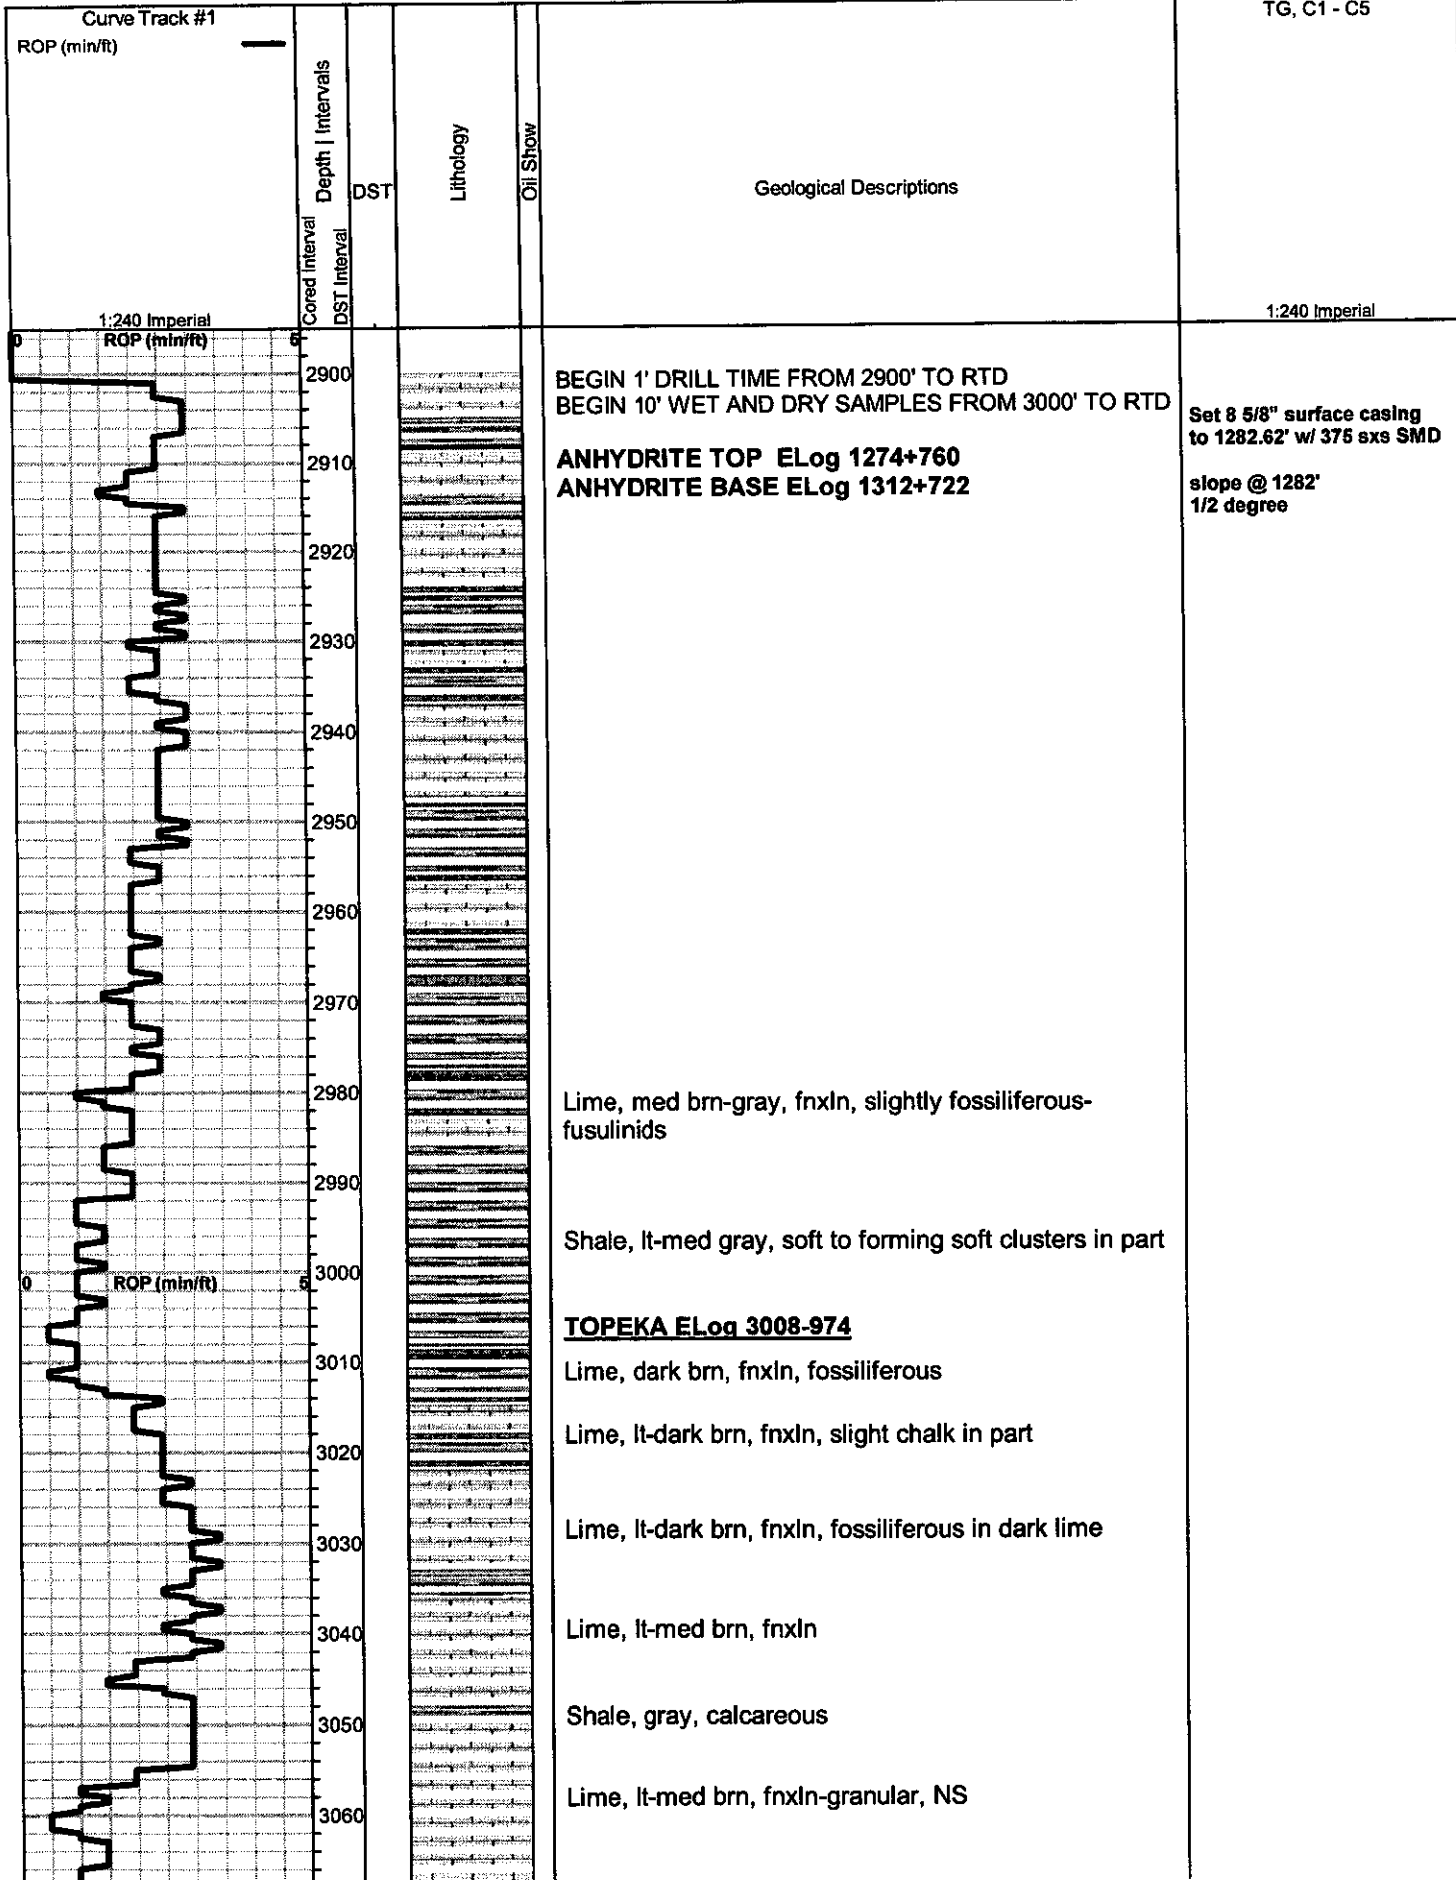 Curve Track #1
ROP (min/ft)
Cored Interval
Depth | Intervals
DST Interval
DST
Lithology
Oil Show
Geological Descriptions
TG, C1 - C5
1:240 Imperial
1:240 Imperial
0 ROP (min/ft) 5
2900
BEGIN 1' DRILL TIME FROM 2900' TO RTD
BEGIN 10' WET AND DRY SAMPLES FROM 3000' TO RTD
Set 8 5/8" surface casing
to 1282.62' w/ 375 sxs SMD
2910
ANHYDRITE TOP ELog 1274+760
ANHYDRITE BASE ELog 1312+722
slope @ 1282'
1/2 degree
2920
2930
2940
2950
2960
2970
2980
Lime, med brn-gray, fnxln, slightly fossiliferous-
fusulinids
2990
Shale, lt-med gray, soft to forming soft clusters in part
3000
0 ROP (min/ft) 5
TOPEKA ELog 3008-974
3010
Lime, dark brn, fnxln, fossiliferous
Lime, lt-dark brn, fnxln, slight chalk in part
3020
Lime, lt-dark brn, fnxln, fossiliferous in dark lime
3030
Lime, lt-med brn, fnxln
3040
Shale, gray, calcareous
3050
Lime, lt-med brn, fnxln-granular, NS
3060